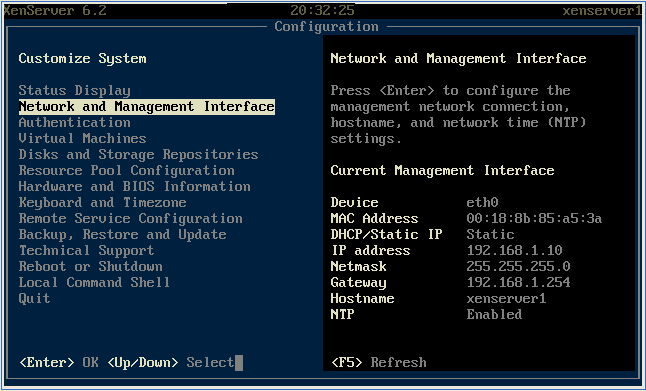 XenServer 6.2 20:32:25 xenserver1
Configuration
Customize System
Status Display
Network and Management Interface
Authentication
Virtual Machines
Disks and Storage Repositories
Resource Pool Configuration
Hardware and BIOS Information
Keyboard and Timezone
Remote Service Configuration
Backup, Restore and Update
Technical Support
Reboot or Shutdown
Local Command Shell
Quit
<Enter> OK <Up/Down> Select
Network and Management Interface
Press <Enter> to configure the
management network connection,
hostname, and network time (NTP)
settings.
Current Management Interface
Device eth0
MAC Address 00:18:8b:85:a5:3a
DHCP/Static IP Static
IP address 192.168.1.10
Netmask 255.255.255.0
Gateway 192.168.1.254
Hostname xenserver1
NTP Enabled
<F5> Refresh